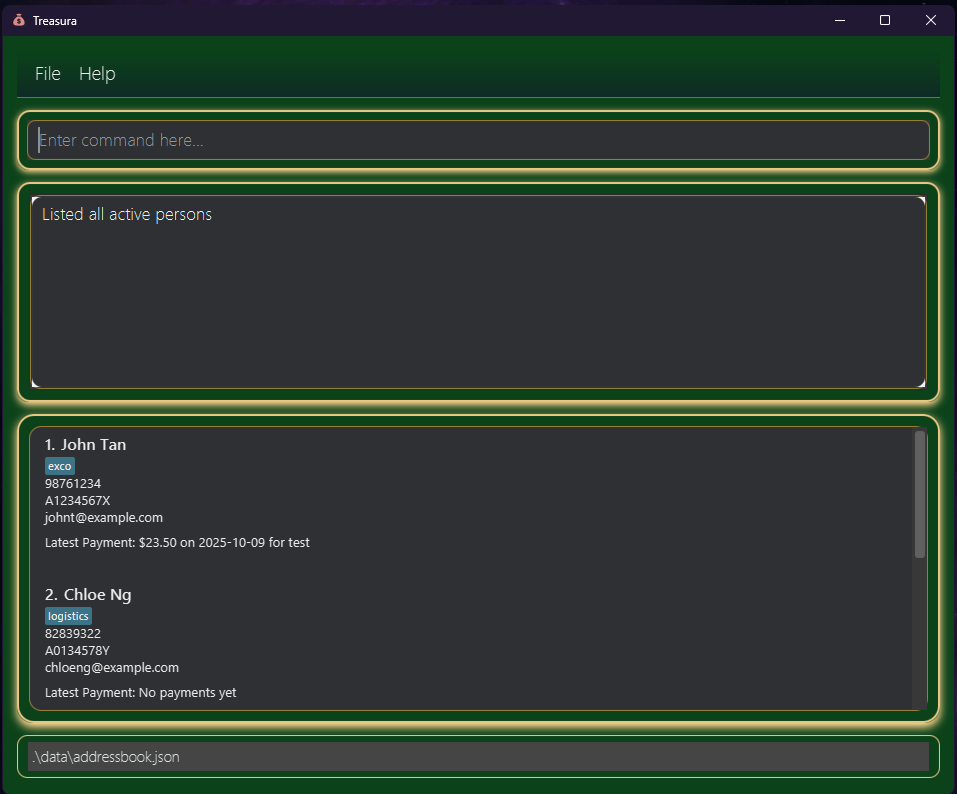 Treasura
File Help
Enter command here...
Listed all active persons
1. John Tan
exco
98761234
A1234567X
johnt@example.com
Latest Payment: $23.50 on 2025-10-09 for test
2. Chloe Ng
logistics
82839322
A0134578Y
chloeng@example.com
Latest Payment: No payments yet
.\data\addressbook.json